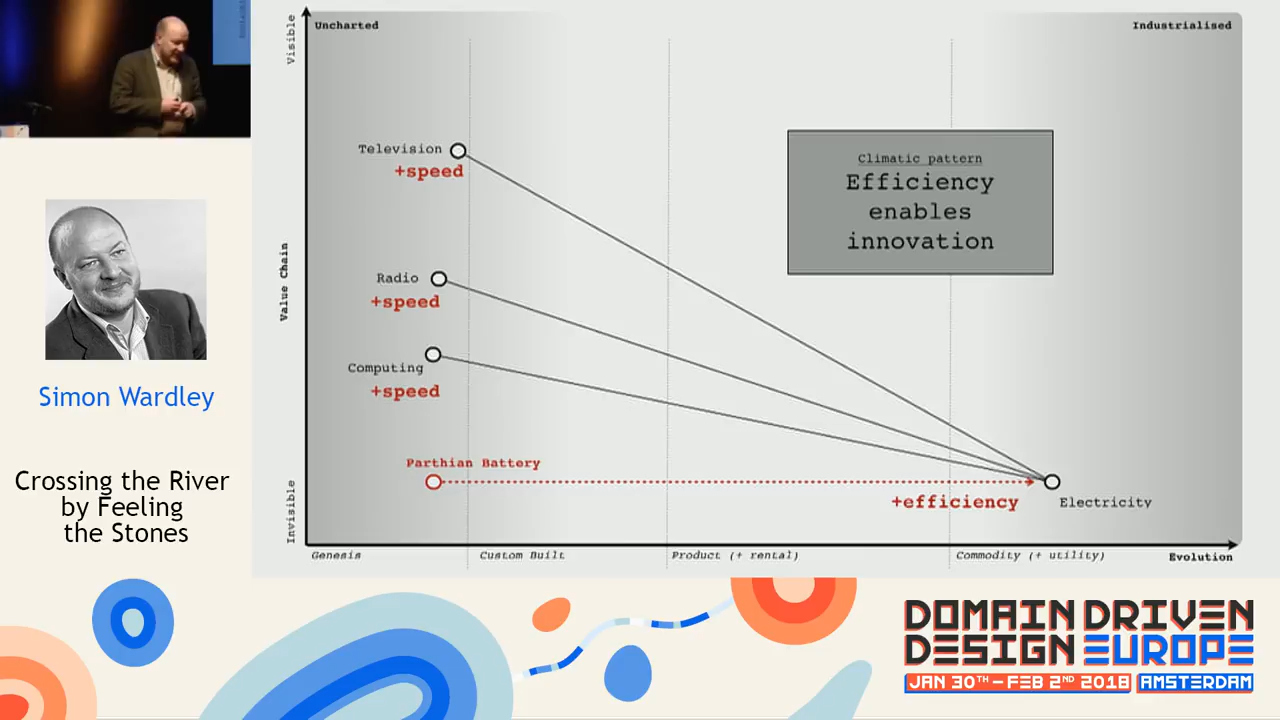 Uncharted
Industrialised
Visible
Television
+speed
Climatic pattern
Efficiency
enables
innovation
Radio
+speed
Value Chain
Computing
+speed
Parthian Battery
+efficiency
Electricity
Invisible
Genesis
Custom Built
Product (+ rental)
Commodity (+ utility)
Evolution
Simon Wardley
Crossing the River
by Feeling
the Stones
DOMAIN DRIVEN
DESIGN EUROPE
JAN 30TH – FEB 2ND 2018 AMSTERDAM